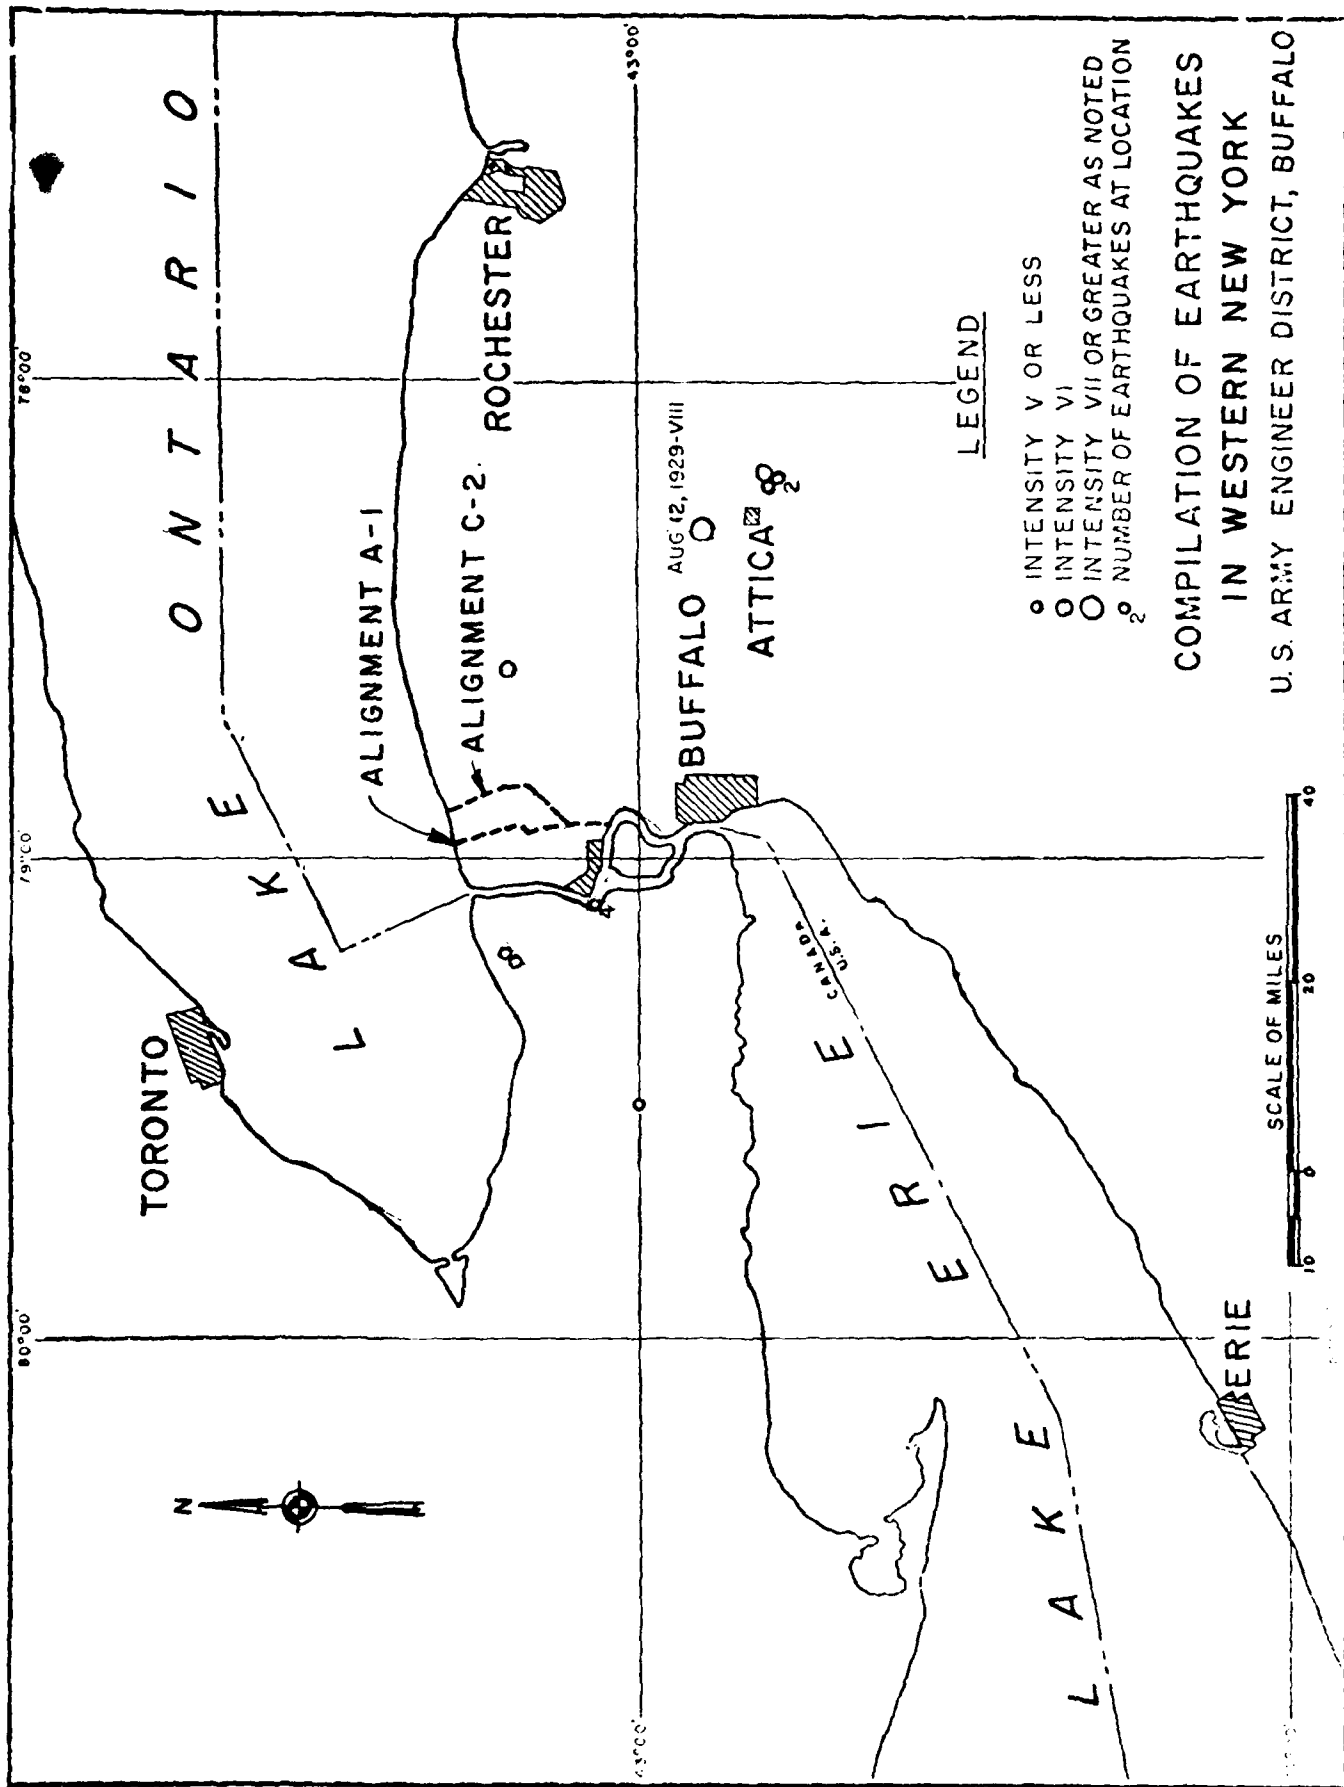 80°00'
79°00'
78°00'
N
TORONTO
LAKE ONTARIO
ALIGNMENT A-1
ALIGNMENT C-2.
ROCHESTER
43°00'
43°00'
4
8
BUFFALO
AUG 12, 1929-VIII
ATTICA
2
CANADA
U.S.A.
LAKE ERIE
ERIE
LEGEND
INTENSITY V OR LESS
INTENSITY VI
INTENSITY VII OR GREATER AS NOTED
2 NUMBER OF EARTHQUAKES AT LOCATION
SCALE OF MILES
10 0 20 40
COMPILATION OF EARTHQUAKES
IN WESTERN NEW YORK
U.S. ARMY ENGINEER DISTRICT, BUFFALO